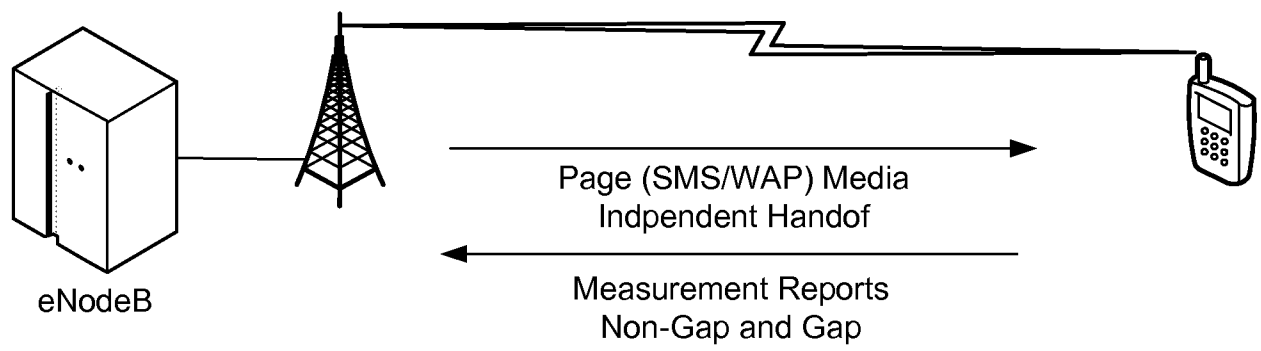 Page (SMS/WAP) Media
Indpendent Handof
eNodeB
Measurement Reports
Non-Gap and Gap